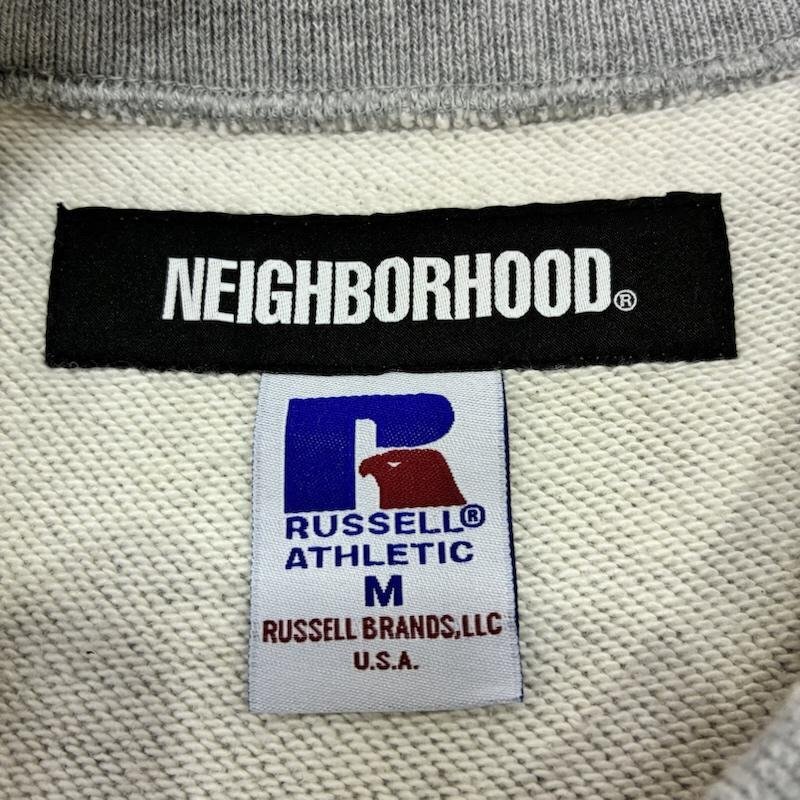 NEIGHBORHOOD®
RUSSELL®
ATHLETIC
M
RUSSELL BRANDS,LLC
U.S.A.